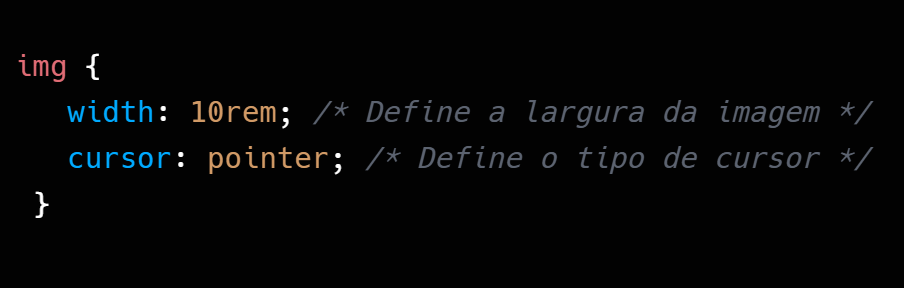 img {
width: 10rem; /* Define a largura da imagem */
cursor: pointer; /* Define o tipo de cursor */
}